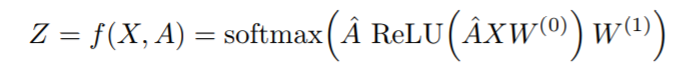 Z = f(X, A) = softmax(Â ReLU(ÂXW⁽⁰⁾) W⁽¹⁾)